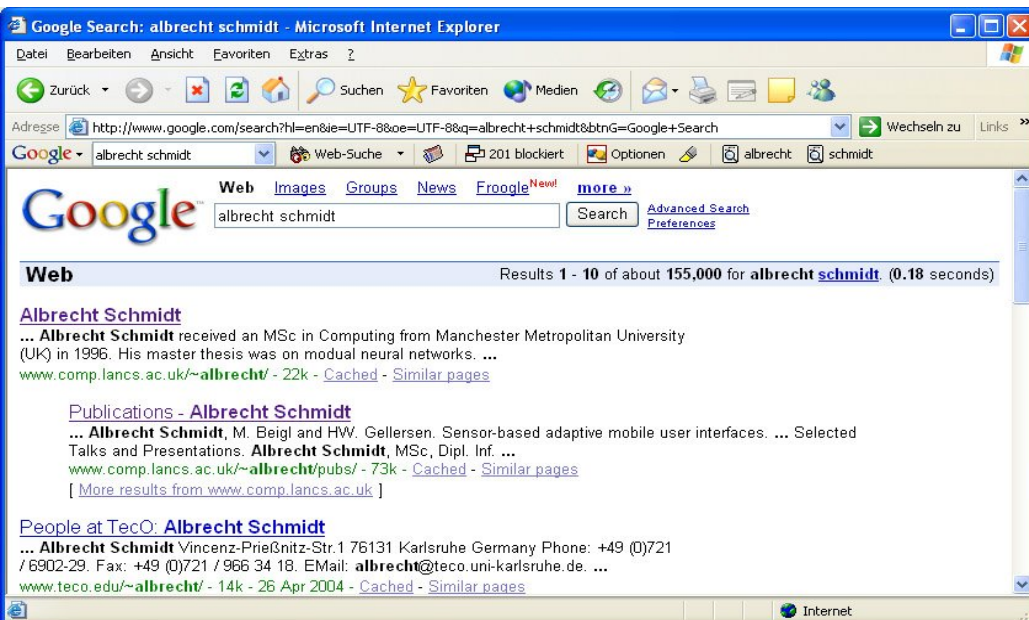 Google Search: albrecht schmidt - Microsoft Internet Explorer
Datei Bearbeiten Ansicht Favoriten Extras ?
Zurück Suchen Favoriten Medien
Adresse http://www.google.com/search?hl=en&ie=UTF-8&oe=UTF-8&q=albrecht+schmidt&btnG=Google+Search Wechseln zu Links »
Google albrecht schmidt Web-Suche 201 blockiert Optionen albrecht schmidt
Web Images Groups News Froogle New! more »
Google™ albrecht schmidt Search Advanced Search
Preferences
Web Results 1 - 10 of about 155,000 for albrecht schmidt. (0.18 seconds)
Albrecht Schmidt
... Albrecht Schmidt received an MSc in Computing from Manchester Metropolitan University
(UK) in 1996. His master thesis was on modual neural networks. ...
www.comp.lancs.ac.uk/~albrecht/ - 22k - Cached - Similar pages
Publications - Albrecht Schmidt
... Albrecht Schmidt, M. Beigl and HW. Gellersen. Sensor-based adaptive mobile user interfaces. ... Selected
Talks and Presentations. Albrecht Schmidt, MSc, Dipl. Inf. ...
www.comp.lancs.ac.uk/~albrecht/pubs/ - 73k - Cached - Similar pages
[ More results from www.comp.lancs.ac.uk ]
People at TecO: Albrecht Schmidt
... Albrecht Schmidt Vincenz-Prießnitz-Str.1 76131 Karlsruhe Germany Phone: +49 (0)721
/ 6902-29. Fax: +49 (0)721 / 966 34 18. EMail: albrecht@teco.uni-karlsruhe.de. ...
www.teco.edu/~albrecht/ - 14k - 26 Apr 2004 - Cached - Similar pages
Internet